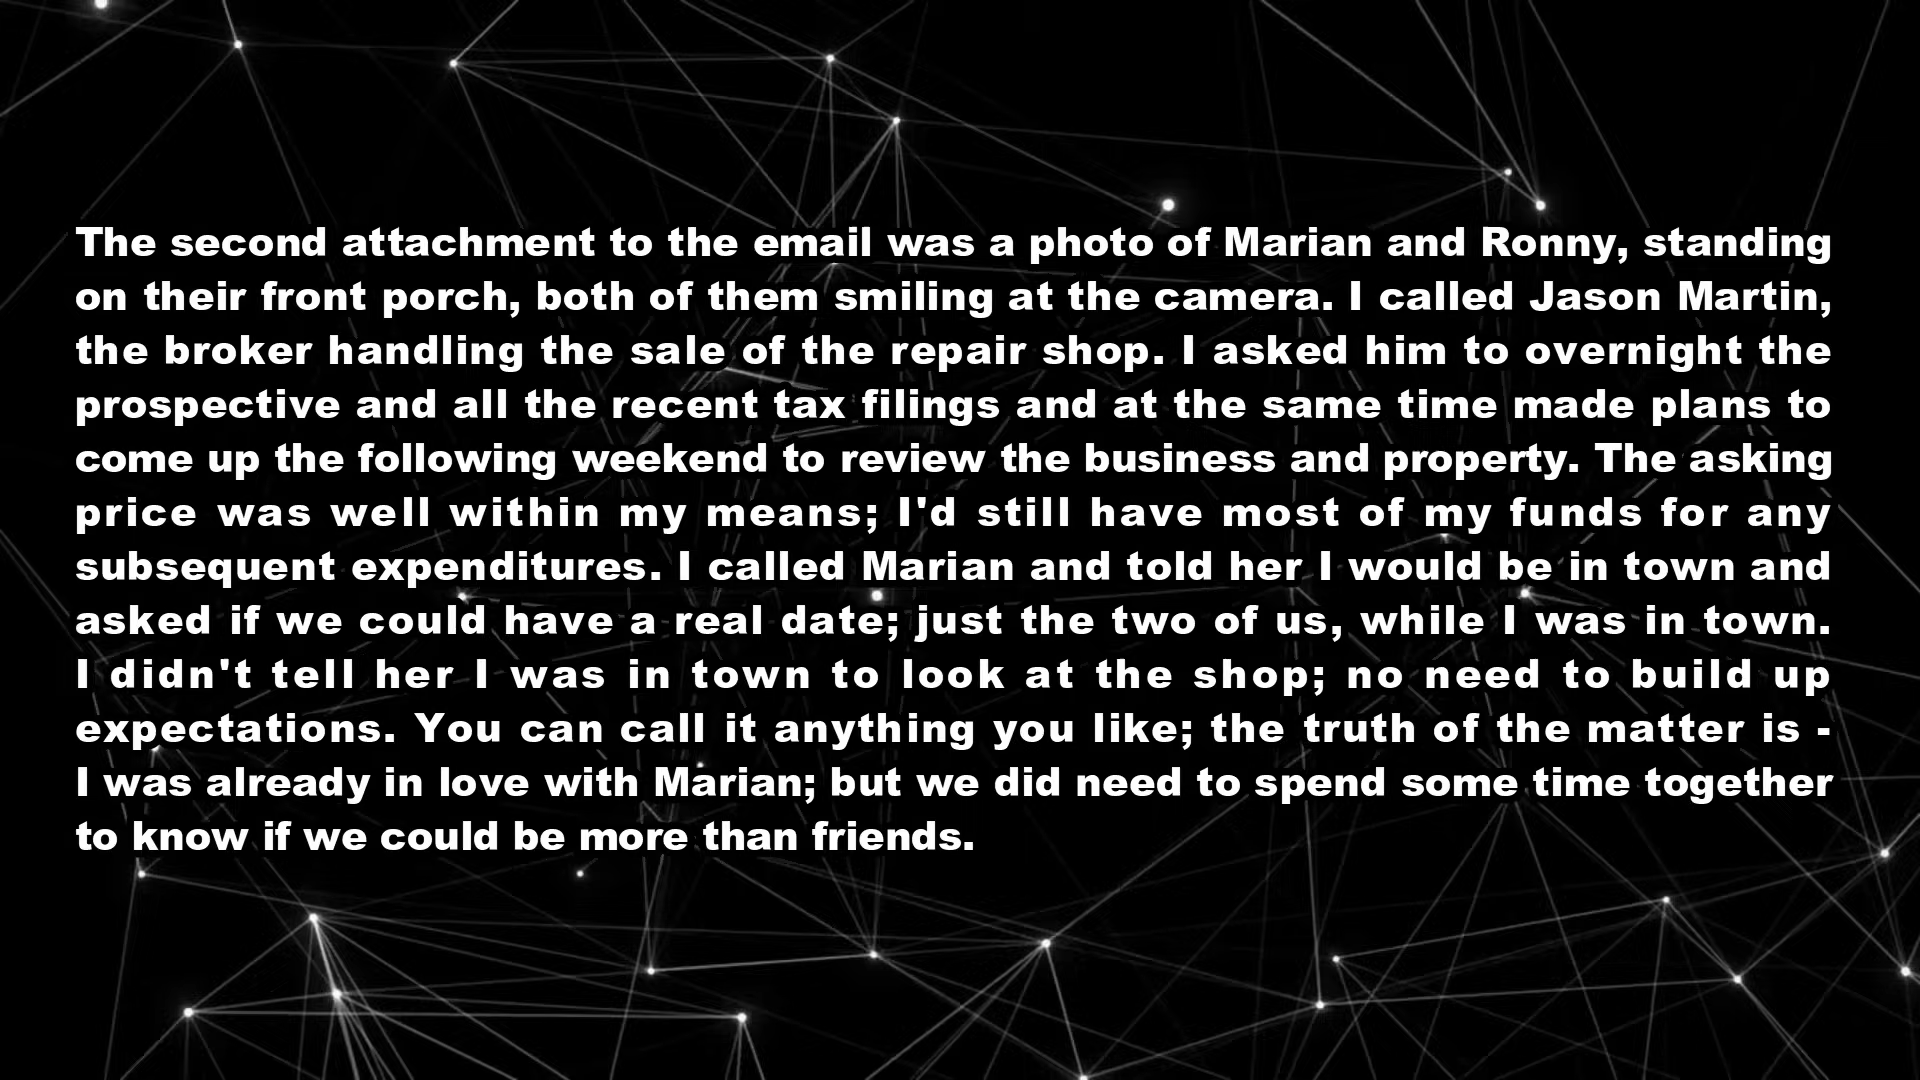 The second attachment to the email was a photo of Marian and Ronny, standing
on their front porch, both of them smiling at the camera. I called Jason Martin,
the broker handling the sale of the repair shop. I asked him to overnight the
prospective and all the recent tax filings and at the same time made plans to
come up the following weekend to review the business and property. The asking
price was well within my means; I'd still have most of my funds for any
subsequent expenditures. I called Marian and told her I would be in town and
asked if we could have a real date; just the two of us, while I was in town.
I didn't tell her I was in town to look at the shop; no need to build up
expectations. You can call it anything you like; the truth of the matter is -
I was already in love with Marian; but we did need to spend some time together
to know if we could be more than friends.